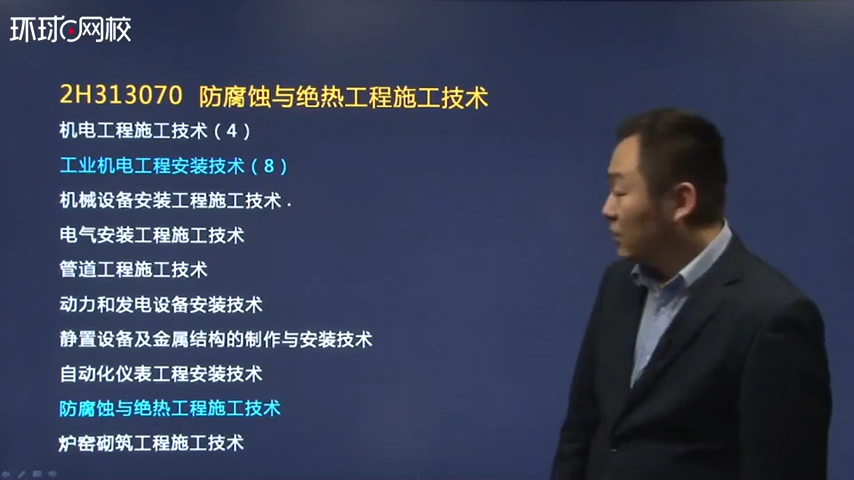 环球网校
2H313070 防腐蚀与绝热工程施工技术
机电工程施工技术（4）
工业机电工程安装技术（8）
机械设备安装工程施工技术．
电气安装工程施工技术
管道工程施工技术
动力和发电设备安装技术
静置设备及金属结构的制作与安装技术
自动化仪表工程安装技术
防腐蚀与绝热工程施工技术
炉窑砌筑工程施工技术